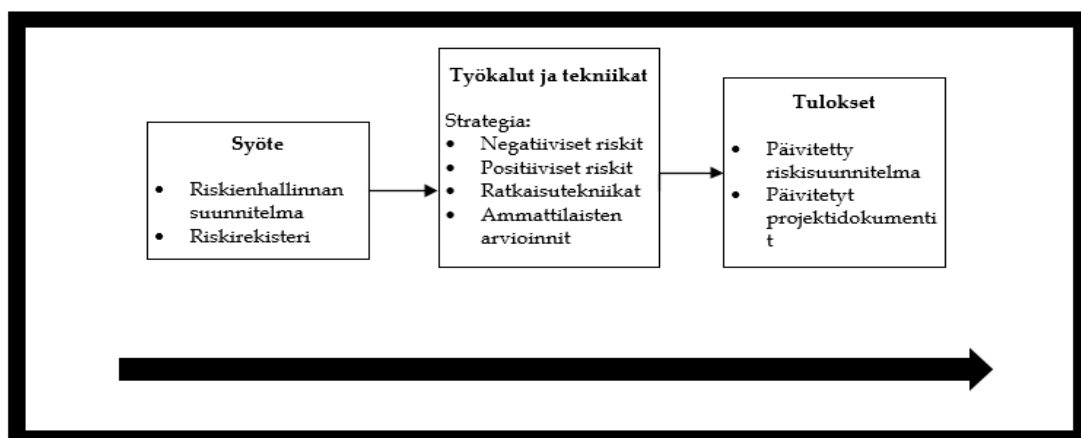 Syöte
• Riskienhallinnan
suunnitelma
• Riskirekisteri
Työkalut ja tekniikat
Strategia:
• Negatiiviset riskit
• Positiiviset riskit
• Ratkaisutekniikat
• Ammattilaisten
arvioinnit
Tulokset
• Päivitetty
riskisuunnitelma
• Päivitetyt
projektidokumenti
t